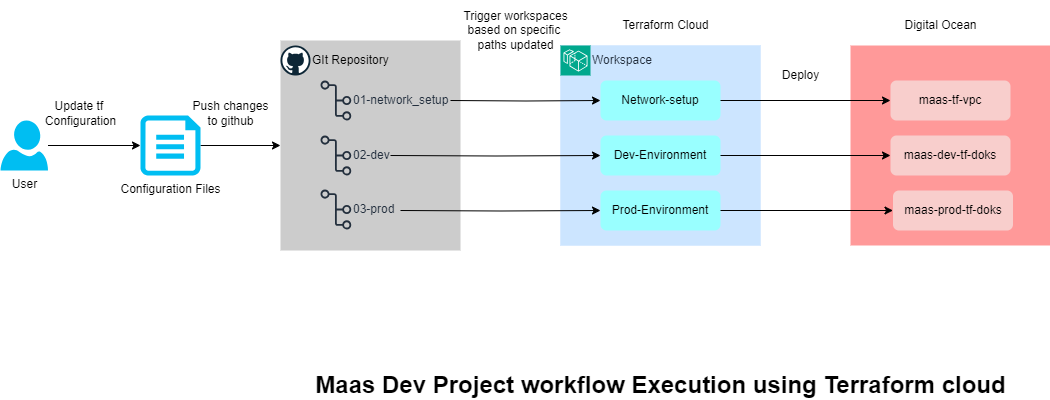 Trigger workspaces
based on specific
paths updated
Terraform Cloud
Digital Ocean
GIt Repository
Workspace
Deploy
Update tf
Configuration
Push changes
to github
01-network_setup
Network-setup
maas-tf-vpc
02-dev
Dev-Environment
maas-dev-tf-doks
User
Configuration Files
03-prod
Prod-Environment
maas-prod-tf-doks
Maas Dev Project workflow Execution using Terraform cloud